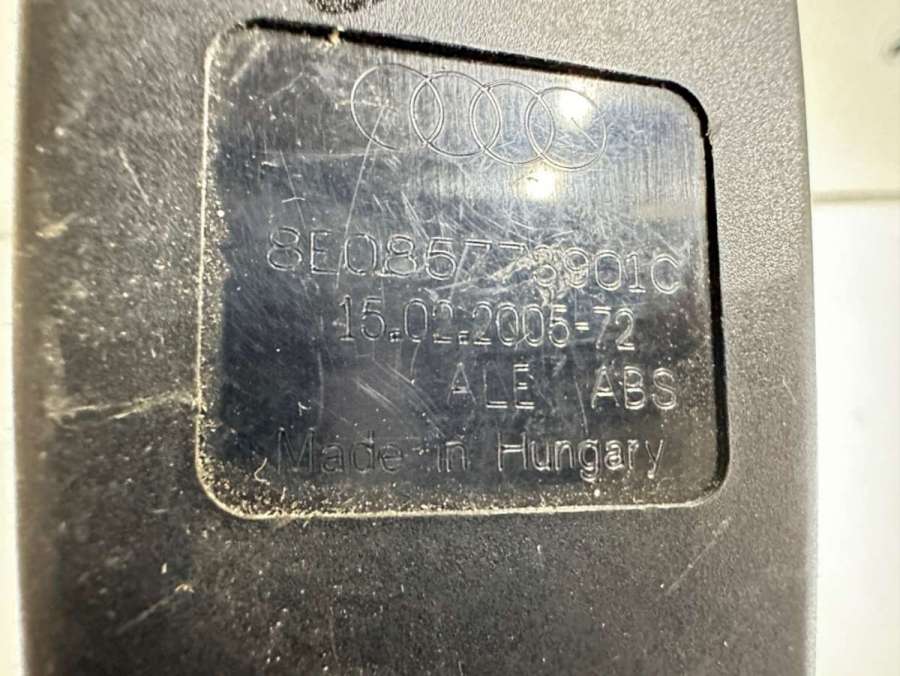 8E085773901C
15.02.2005-72
ALE ABS
Made in Hungary